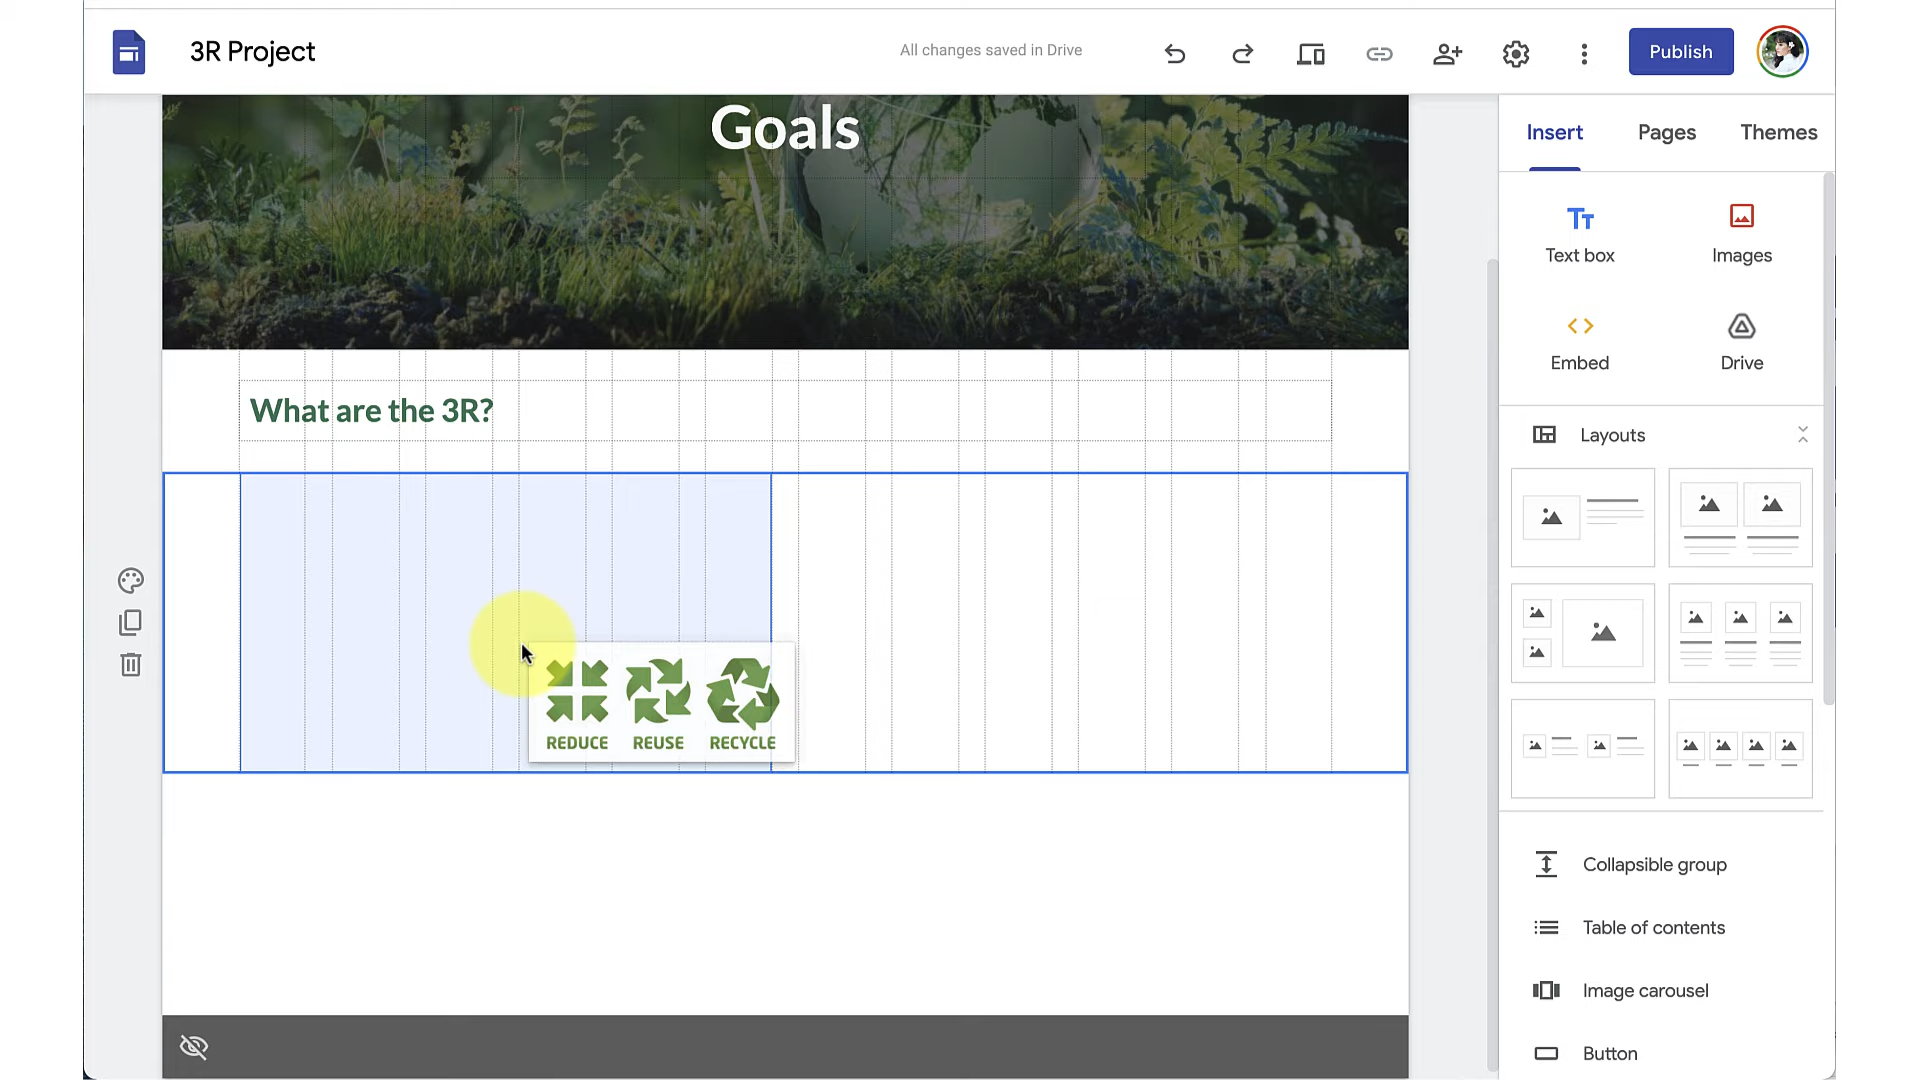 3R Project
All changes saved in Drive
Publish
Insert
Pages
Themes
Goals
Text box
Images
Embed
Drive
What are the 3R?
Layouts
REDUCE REUSE RECYCLE
Collapsible group
Table of contents
Image carousel
Button